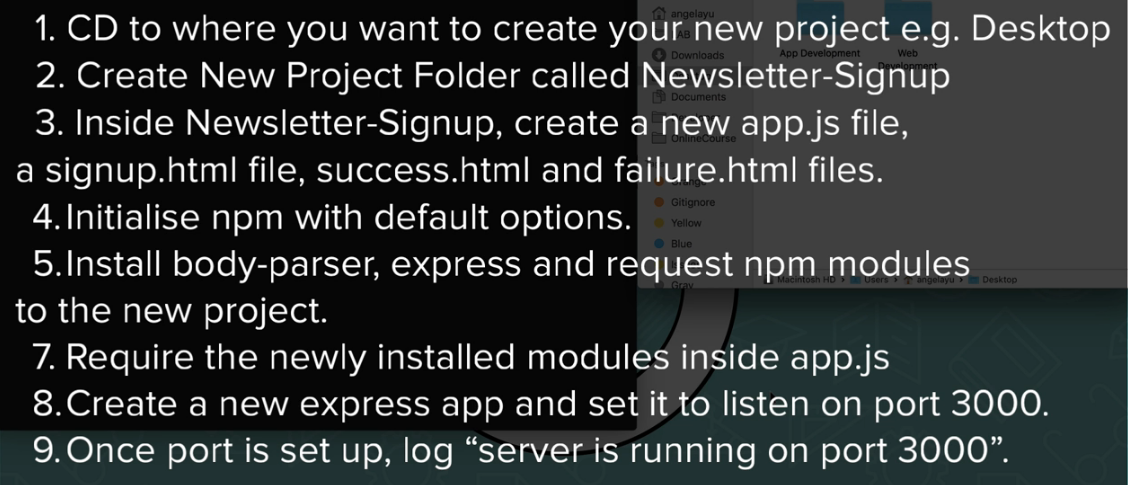 1. CD to where you want to create your new project e.g. Desktop
2. Create New Project Folder called Newsletter-Signup
3. Inside Newsletter-Signup, create a new app.js file,
a signup.html file, success.html and failure.html files.
4. Initialise npm with default options.
5. Install body-parser, express and request npm modules
to the new project.
7. Require the newly installed modules inside app.js
8. Create a new express app and set it to listen on port 3000.
9. Once port is set up, log “server is running on port 3000”.
angelayu
Downloads
Documents
OnlineCourse
Orange
Gitignore
Yellow
Blue
Gray
App Development
Web
Development
Macintosh HD › Users › angelayu › Desktop